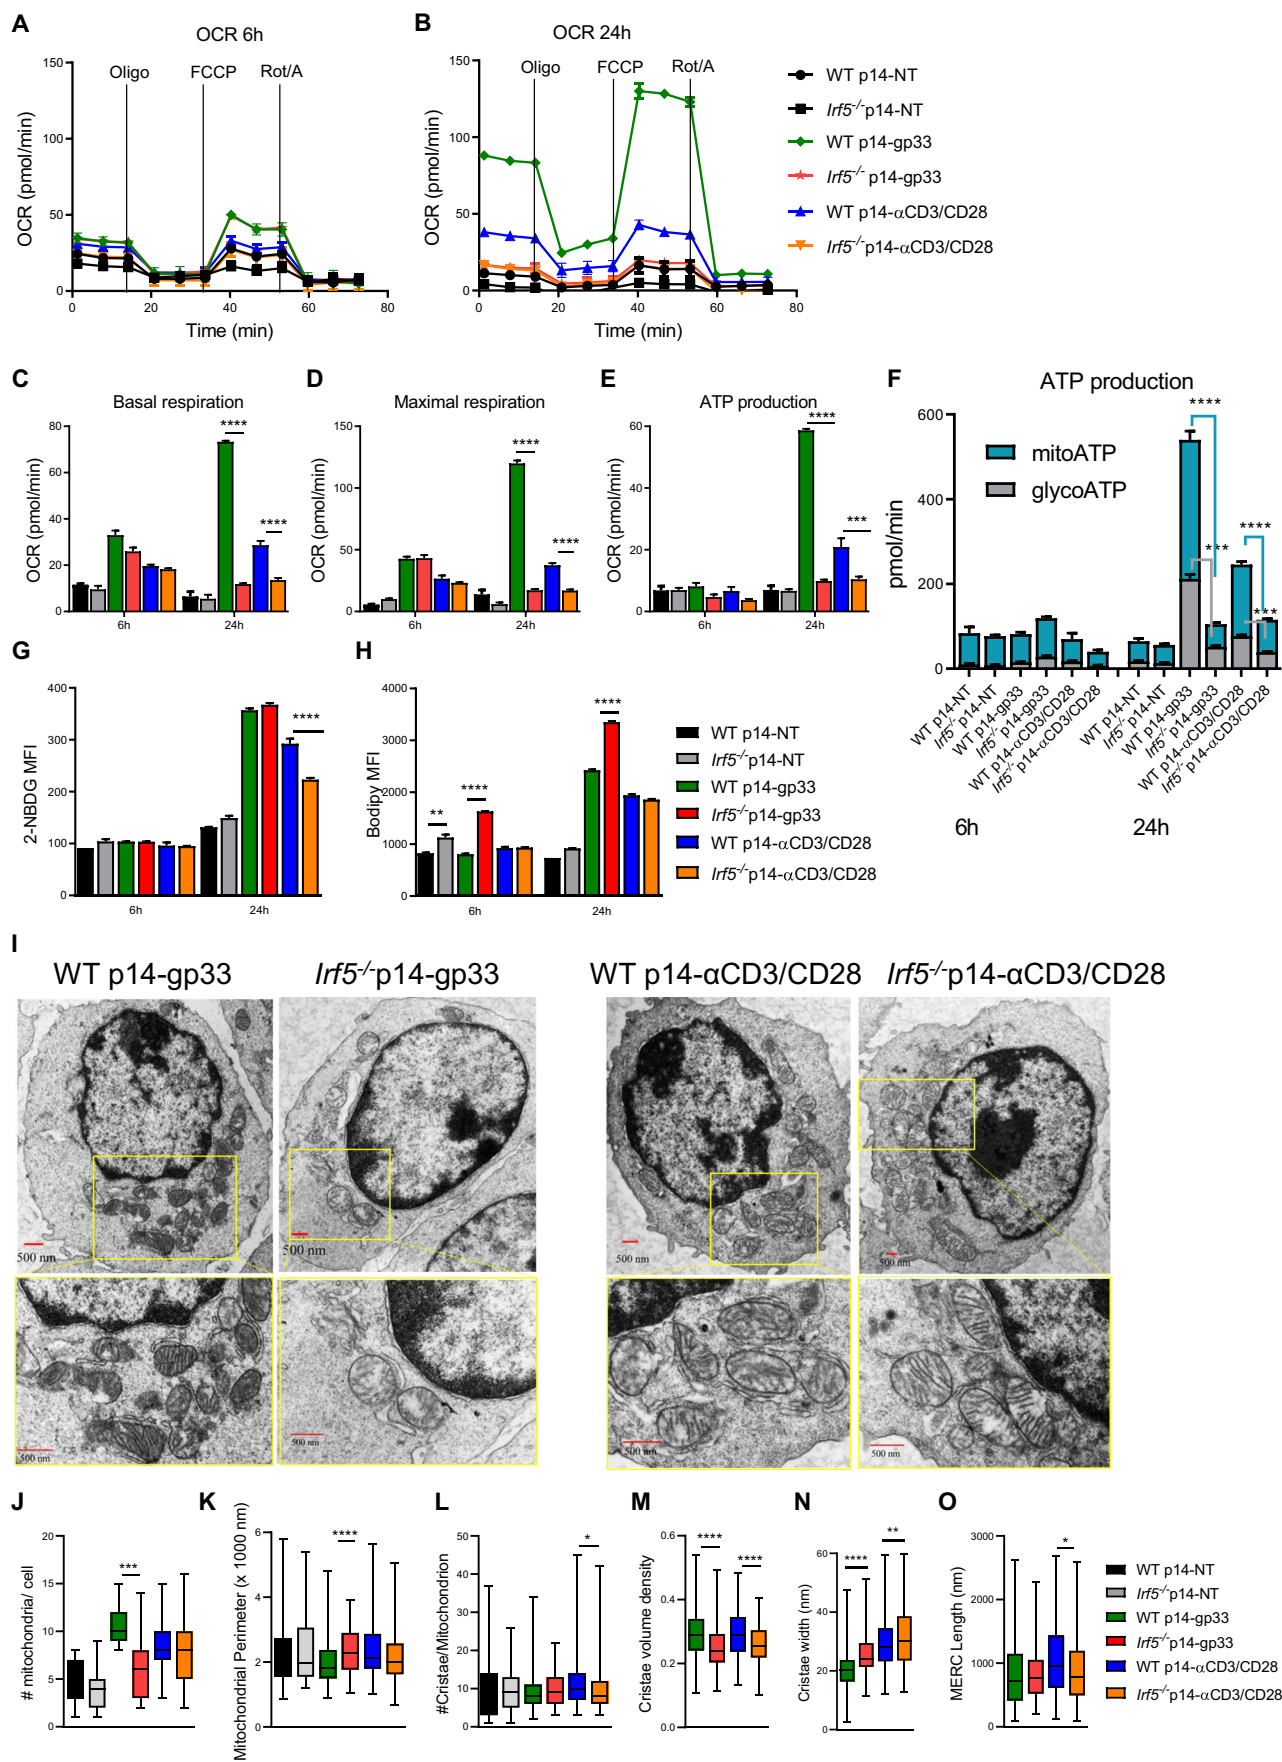 A
OCR 6h
Oligo
FCCP
Rot/A
OCR (pmol/min)
150
100
50
0
0
20
40
60
80
Time (min)
B
OCR 24h
Oligo
FCCP
Rot/A
OCR (pmol/min)
150
100
50
0
0
20
40
60
80
Time (min)
WT p14-NT
Irf5-/-p14-NT
WT p14-gp33
Irf5-/- p14-gp33
WT p14-αCD3/CD28
Irf5-/-p14-αCD3/CD28
C
Basal respiration
OCR (pmol/min)
80
60
40
20
0
6h
24h
****
****
D
Maximal respiration
OCR (pmol/min)
150
100
50
0
6h
24h
****
****
E
ATP production
OCR (pmol/min)
60
40
20
0
6h
24h
****
***
F
ATP production
pmol/min
600
400
200
0
mitoATP
glycoATP
****
***
****
***
WT p14-NT
Irf5-/- p14-NT
WT p14-gp33
Irf5-/- p14-gp33
WT p14-αCD3/CD28
Irf5-/- p14-αCD3/CD28
WT p14-NT
Irf5-/- p14-NT
WT p14-gp33
Irf5-/- p14-gp33
WT p14-αCD3/CD28
Irf5-/- p14-αCD3/CD28
6h
24h
G
2-NBDG MFI
400
300
200
100
0
6h
24h
****
H
Bodipy MFI
4000
3000
2000
1000
0
6h
24h
**
****
****
WT p14-NT
Irf5-/-p14-NT
WT p14-gp33
Irf5-/-p14-gp33
WT p14-αCD3/CD28
Irf5-/-p14-αCD3/CD28
I
WT p14-gp33
Irf5-/-p14-gp33
WT p14-αCD3/CD28
Irf5-/-p14-αCD3/CD28
500 nm
500 nm
500 nm
500 nm
500 nm
500 nm
500 nm
500 nm
J
# mitochondria/ cell
20
15
10
5
0
***
K
Mitochondrial Perimeter (x 1000 nm)
6
4
2
0
****
L
#Cristae/Mitochondrion
50
40
30
20
10
0
*
M
Cristae volume density
0.6
0.4
0.2
0.0
****
****
N
Cristae width (nm)
60
40
20
0
****
**
O
MERC Length (nm)
3000
2000
1000
0
*
WT p14-NT
Irf5-/-p14-NT
WT p14-gp33
Irf5-/-p14-gp33
WT p14-αCD3/CD28
Irf5-/-p14-αCD3/CD28